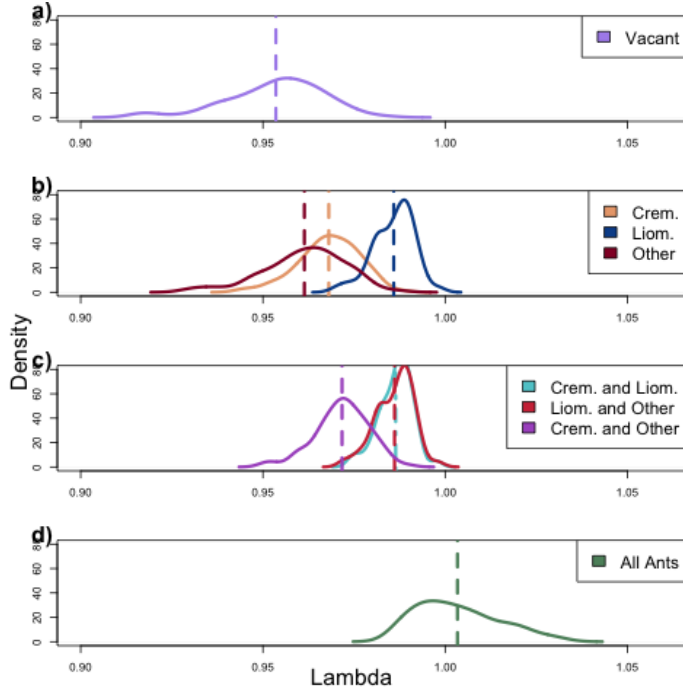 a)
80
60
40
20
0
Vacant
0.90 0.95 1.00 1.05
b)
80
60
40
20
0
Crem.
Liom.
Other
0.90 0.95 1.00 1.05
Density
c)
80
60
40
20
0
Crem. and Liom.
Liom. and Other
Crem. and Other
0.90 0.95 1.00 1.05
d)
80
60
40
20
0
All Ants
0.90 0.95 1.00 1.05
Lambda